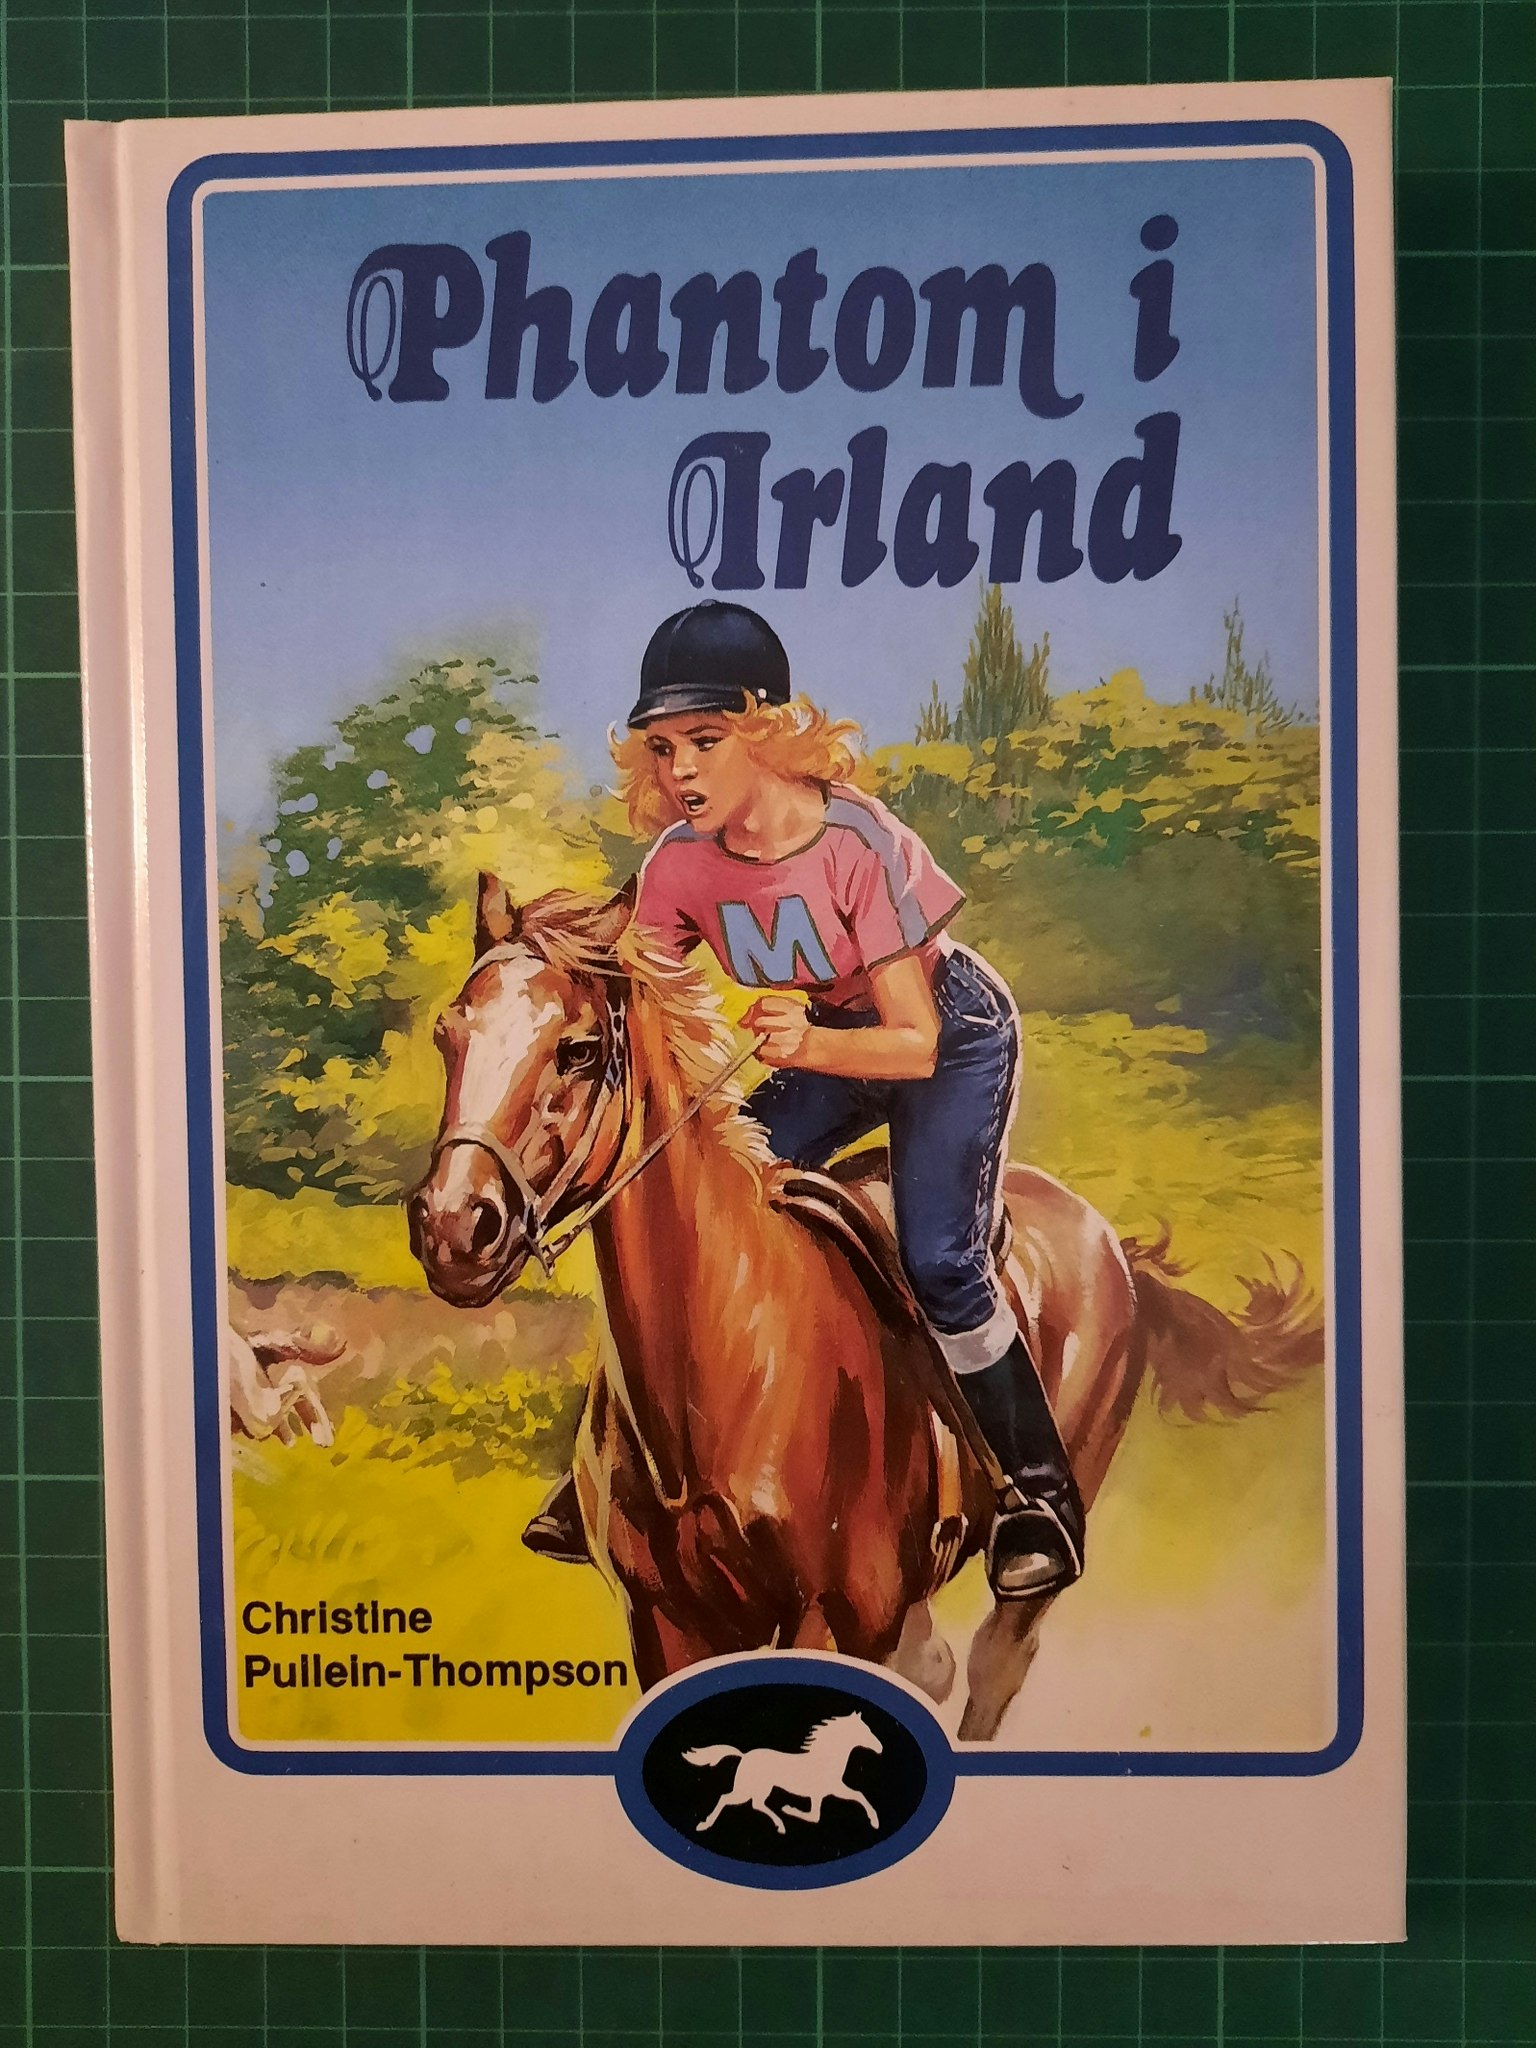 Phantom i
Irland
M
Christine
Pullein-Thompson